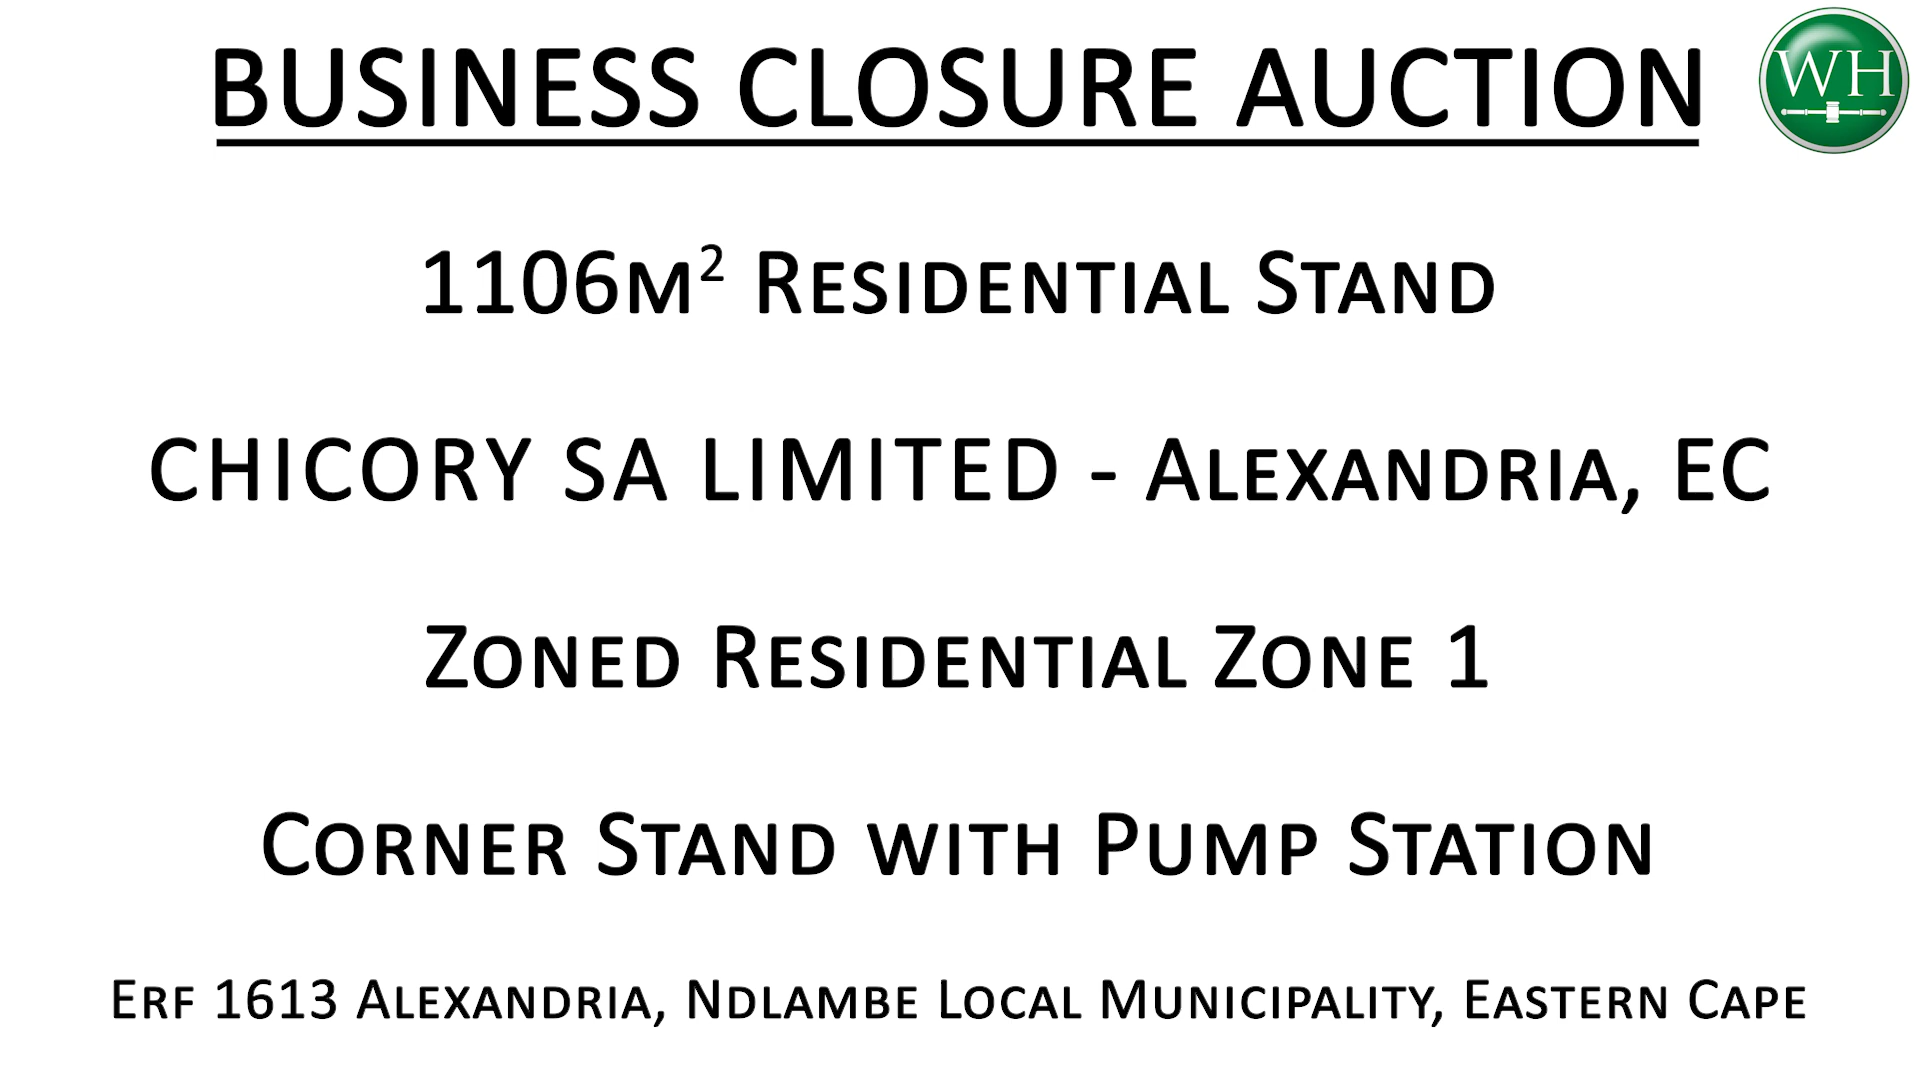 BUSINESS CLOSURE AUCTION
WH
1106M² RESIDENTIAL STAND
CHICORY SA LIMITED - ALEXANDRIA, EC
ZONED RESIDENTIAL ZONE 1
CORNER STAND WITH PUMP STATION
ERF 1613 ALEXANDRIA, NDLAMBE LOCAL MUNICIPALITY, EASTERN CAPE